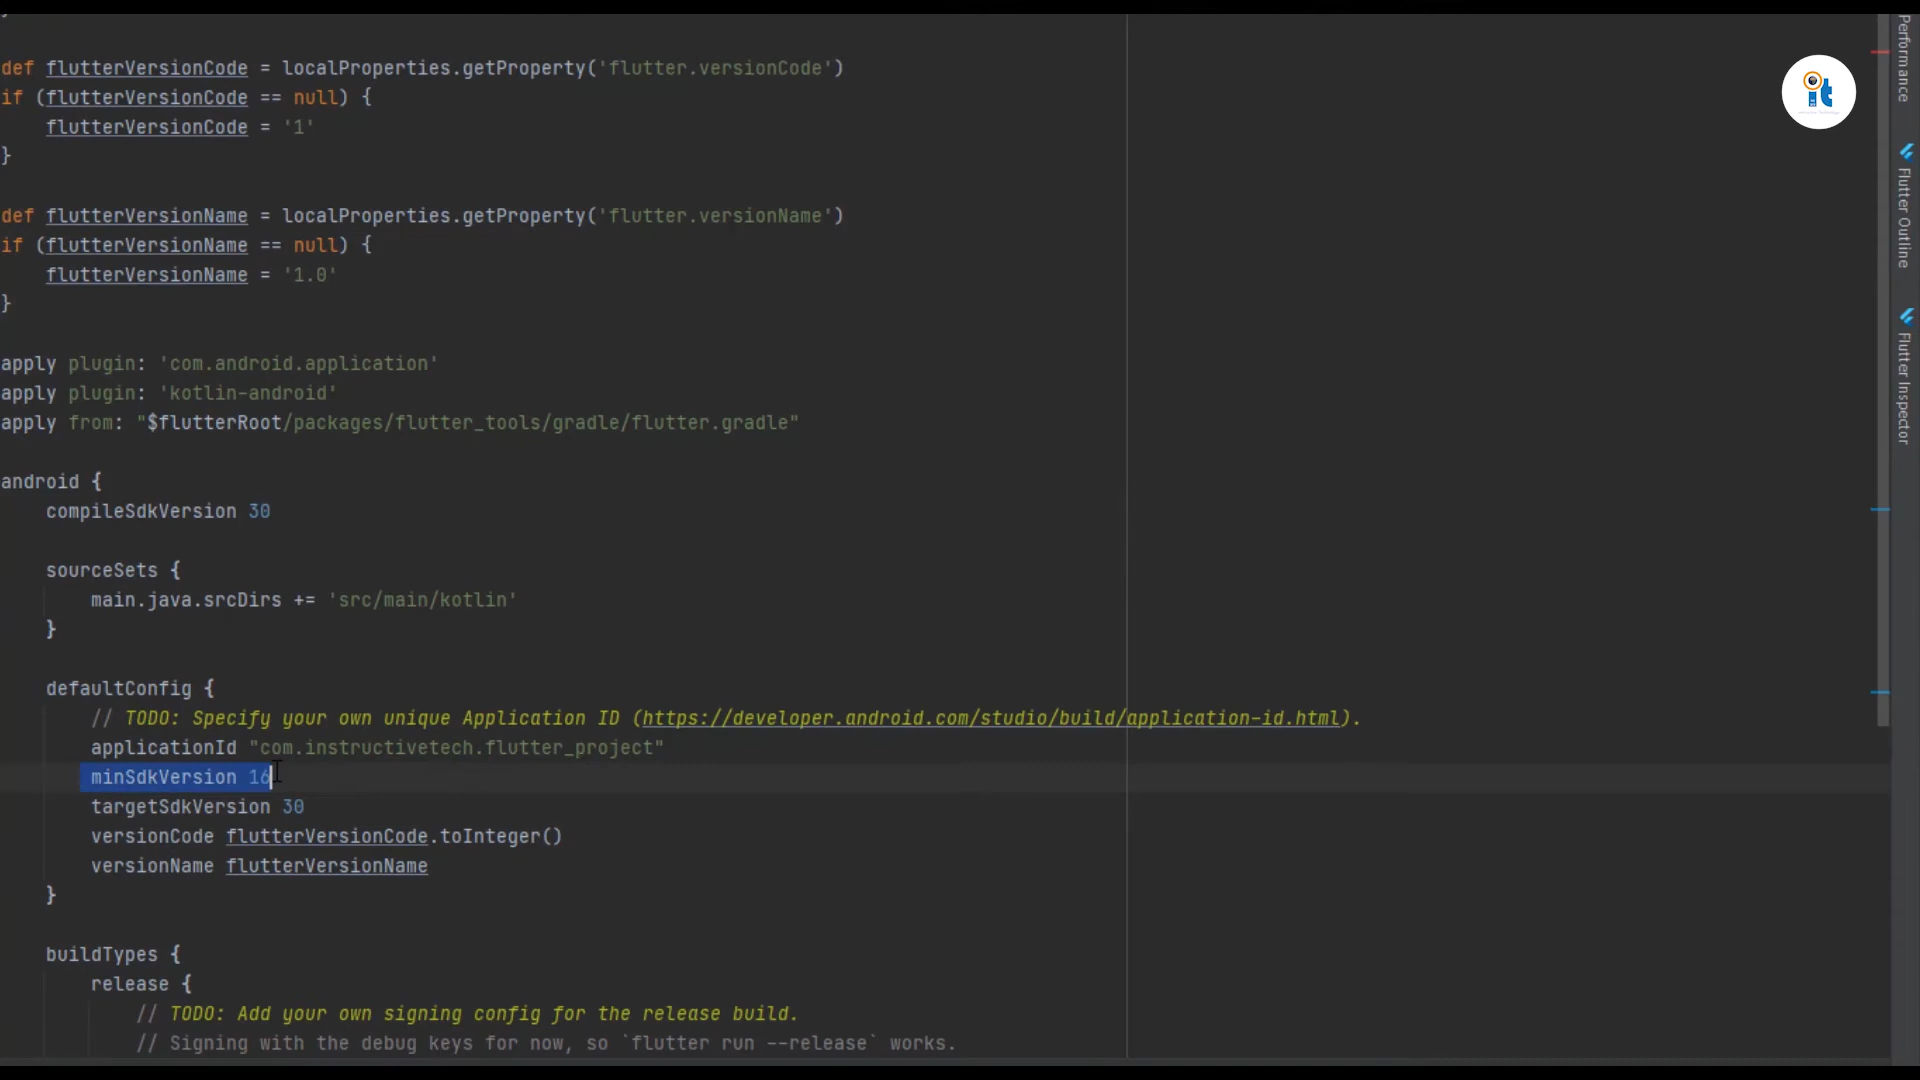 def flutterVersionCode = localProperties.getProperty('flutter.versionCode')
if (flutterVersionCode == null) {
    flutterVersionCode = '1'
}
def flutterVersionName = localProperties.getProperty('flutter.versionName')
if (flutterVersionName == null) {
    flutterVersionName = '1.0'
}
apply plugin: 'com.android.application'
apply plugin: 'kotlin-android'
apply from: "$flutterRoot/packages/flutter_tools/gradle/flutter.gradle"
android {
    compileSdkVersion 30
    sourceSets {
        main.java.srcDirs += 'src/main/kotlin'
    }
    defaultConfig {
        // TODO: Specify your own unique Application ID (https://developer.android.com/studio/build/application-id.html).
        applicationId "com.instructivetech.flutter_project"
        minSdkVersion 16
        targetSdkVersion 30
        versionCode flutterVersionCode.toInteger()
        versionName flutterVersionName
    }
    buildTypes {
        release {
            // TODO: Add your own signing config for the release build.
            // Signing with the debug keys for now, so `flutter run --release` works.
it
Performance
Flutter Outline
Flutter Inspector